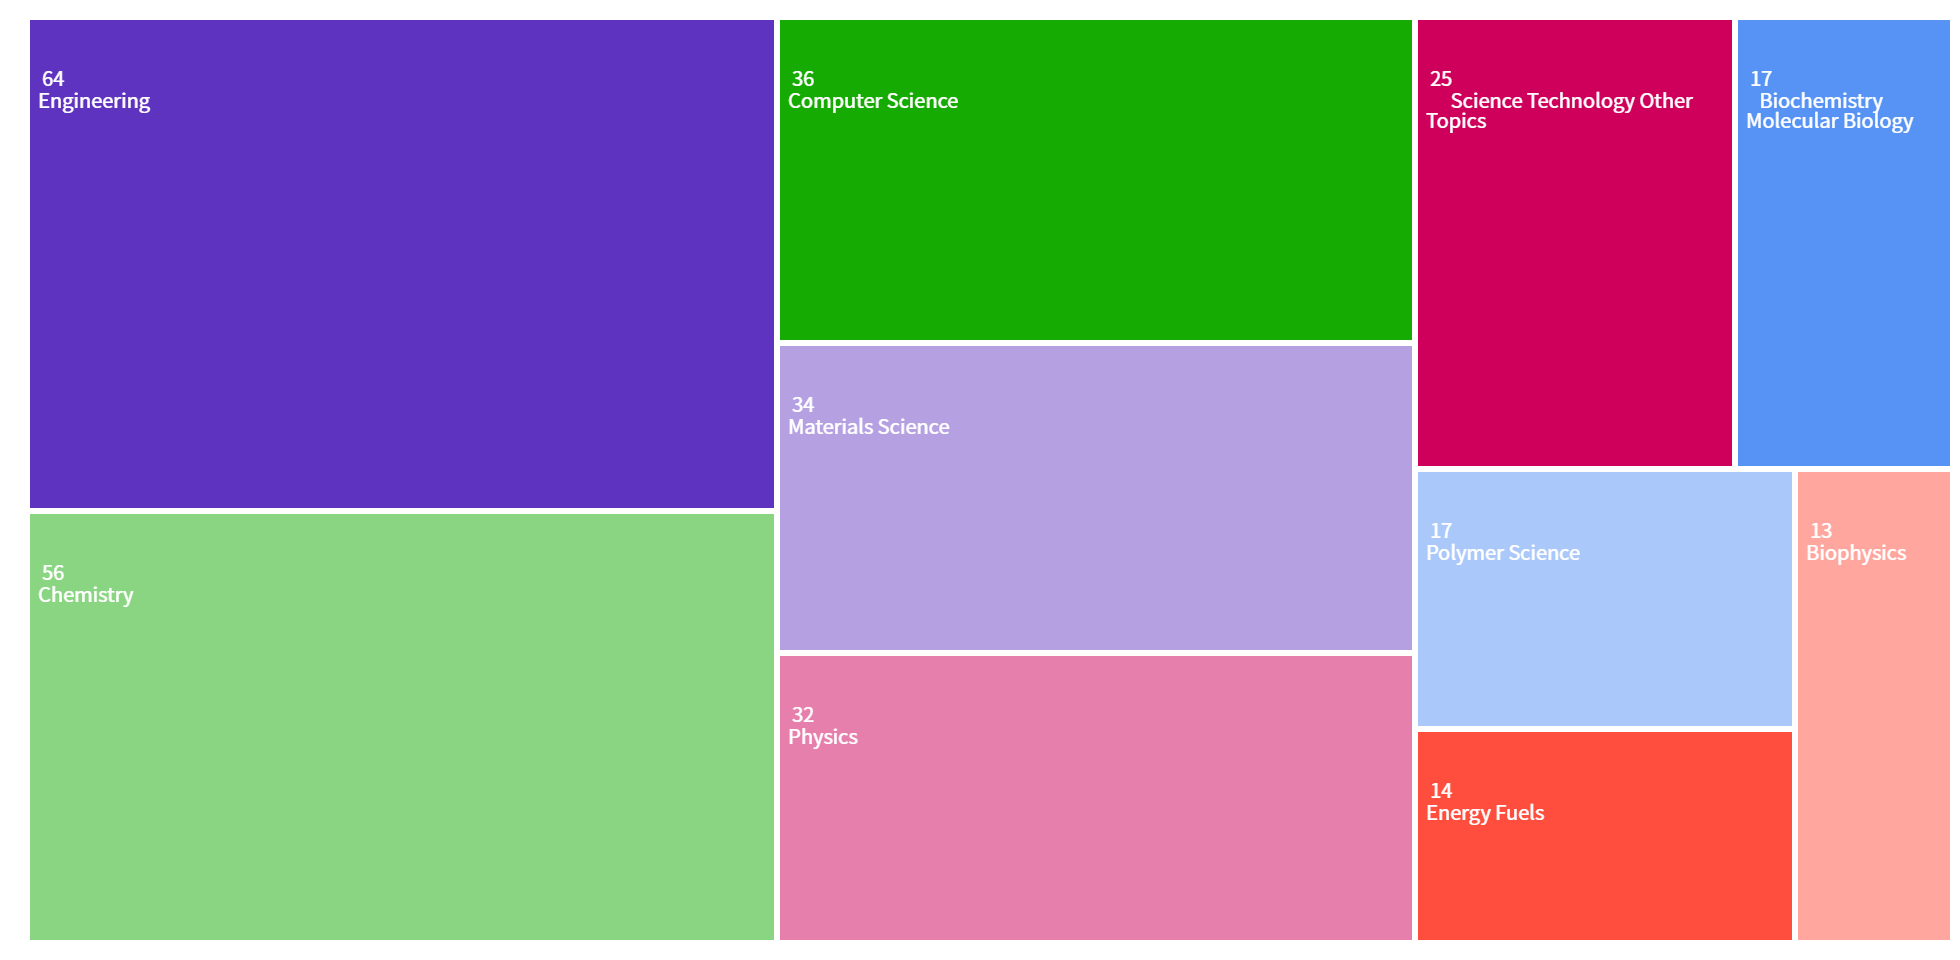 64
Engineering
56
Chemistry
36
Computer Science
34
Materials Science
32
Physics
25
Science Technology Other
Topics
17
Biochemistry
Molecular Biology
17
Polymer Science
14
Energy Fuels
13
Biophysics